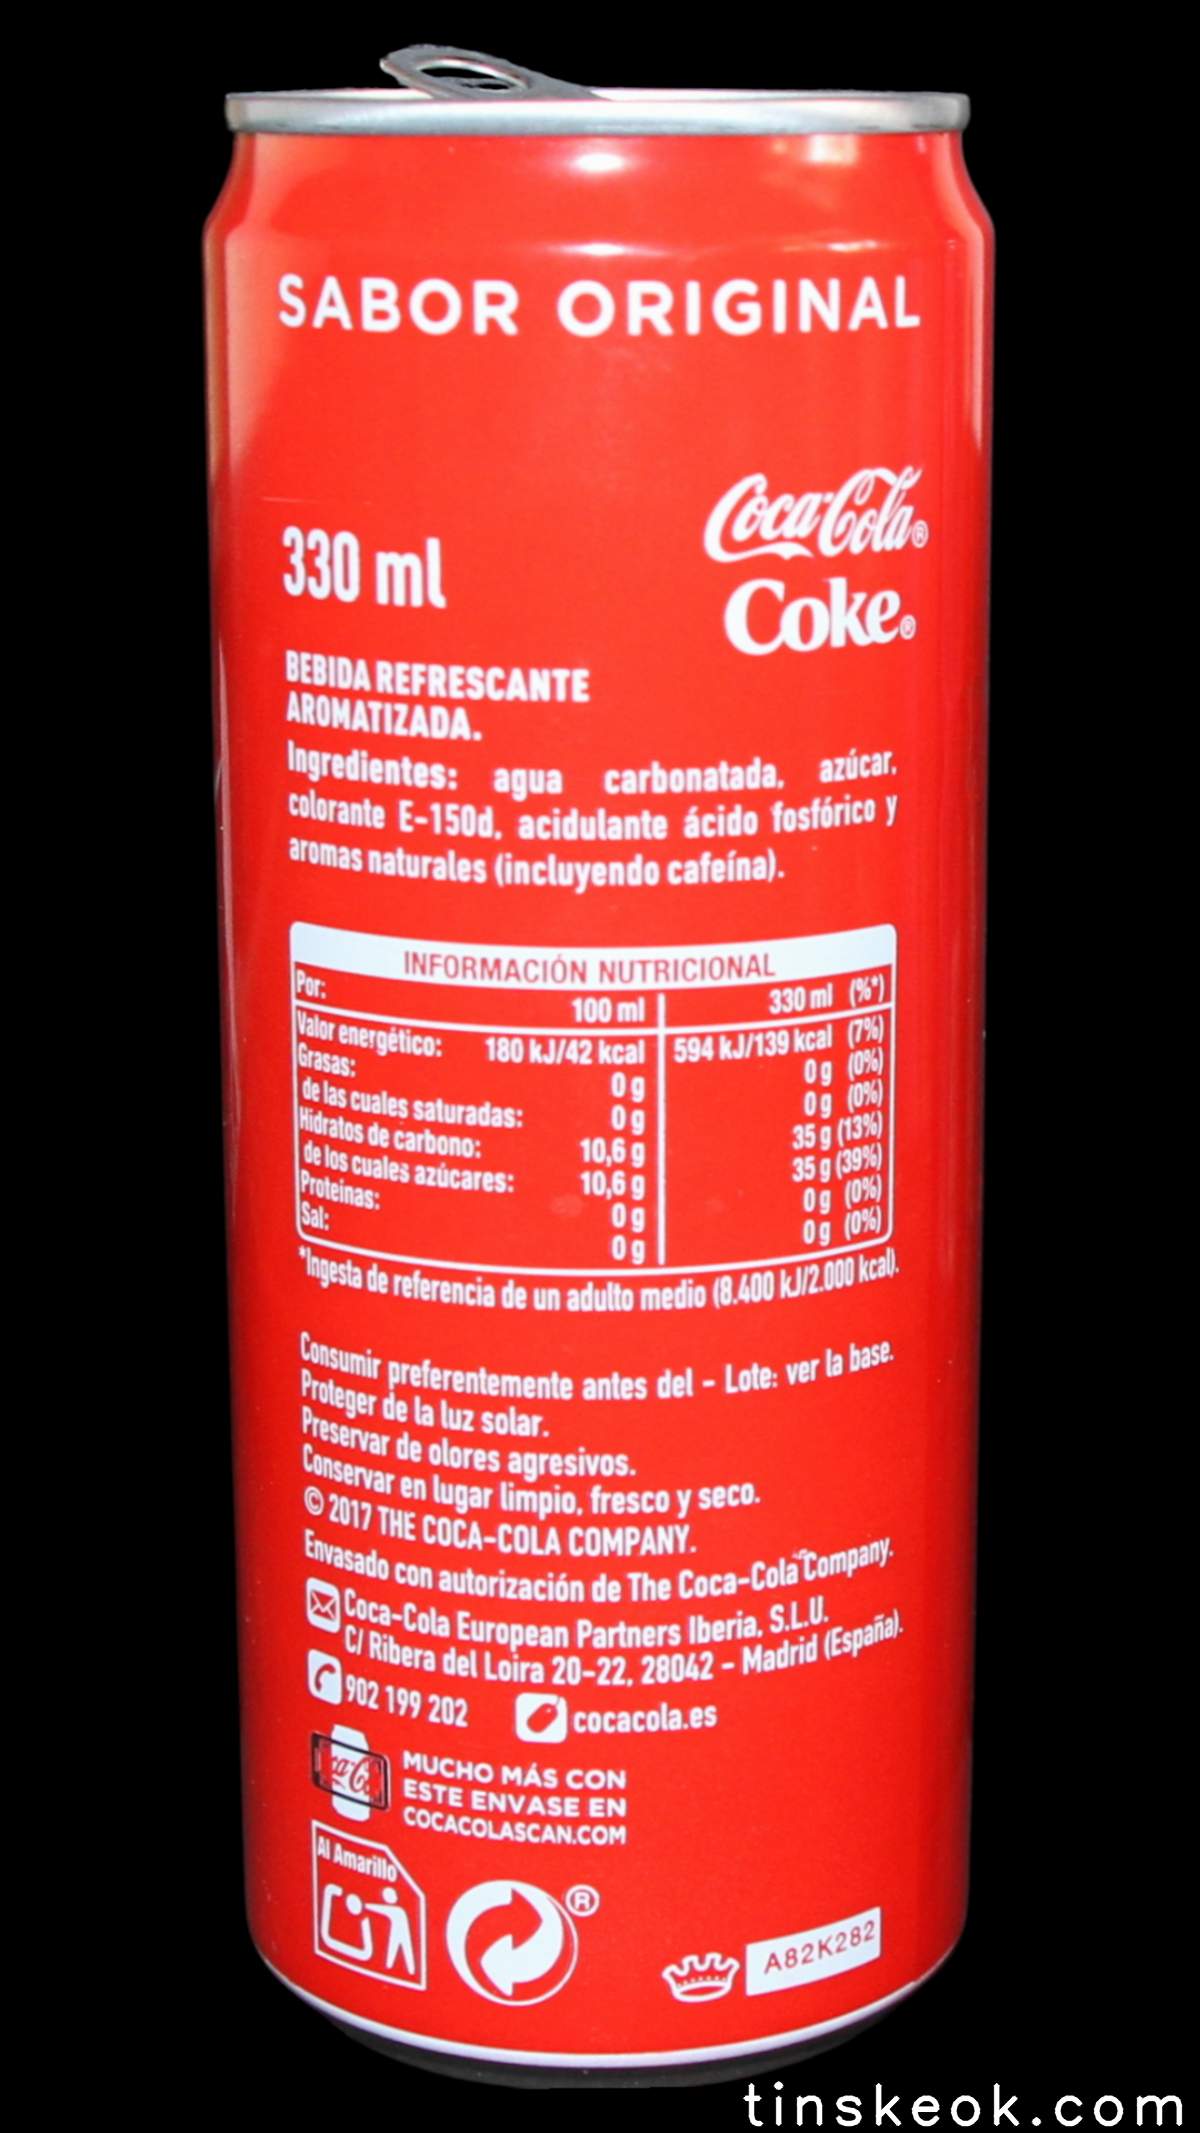 SABOR ORIGINAL
Coca-Cola®
330 ml
Coke®
BEBIDA REFRESCANTE
AROMATIZADA.
Ingredientes: agua carbonatada, azúcar,
colorante E-150d, acidulante ácido fosfórico y
aromas naturales (incluyendo cafeína).
INFORMACIÓN NUTRICIONAL
Por: 100 ml 330 ml (%*)
Valor energético: 180 kJ/42 kcal 594 kJ/139 kcal (7%)
Grasas: 0 g 0 g (0%)
de las cuales saturadas: 0 g 0 g (0%)
Hidratos de carbono: 10,6 g 35 g (13%)
de los cuales azúcares: 10,6 g 35 g (39%)
Proteínas: 0 g 0 g (0%)
Sal: 0 g 0 g (0%)
*Ingesta de referencia de un adulto medio (8.400 kJ/2.000 kcal).
Consumir preferentemente antes del - Lote: ver la base.
Proteger de la luz solar.
Preservar de olores agresivos.
Conservar en lugar limpio, fresco y seco.
© 2017 THE COCA-COLA COMPANY.
Envasado con autorización de The Coca-Cola Company.
Coca-Cola European Partners Iberia, S.L.U.
C/ Ribera del Loira 20-22, 28042 - Madrid (España).
902 199 202 cocacola.es
MUCHO MÁS CON
ESTE ENVASE EN
COCACOLASCAN.COM
Al Amarillo
®
A82K282
tinskeok.com